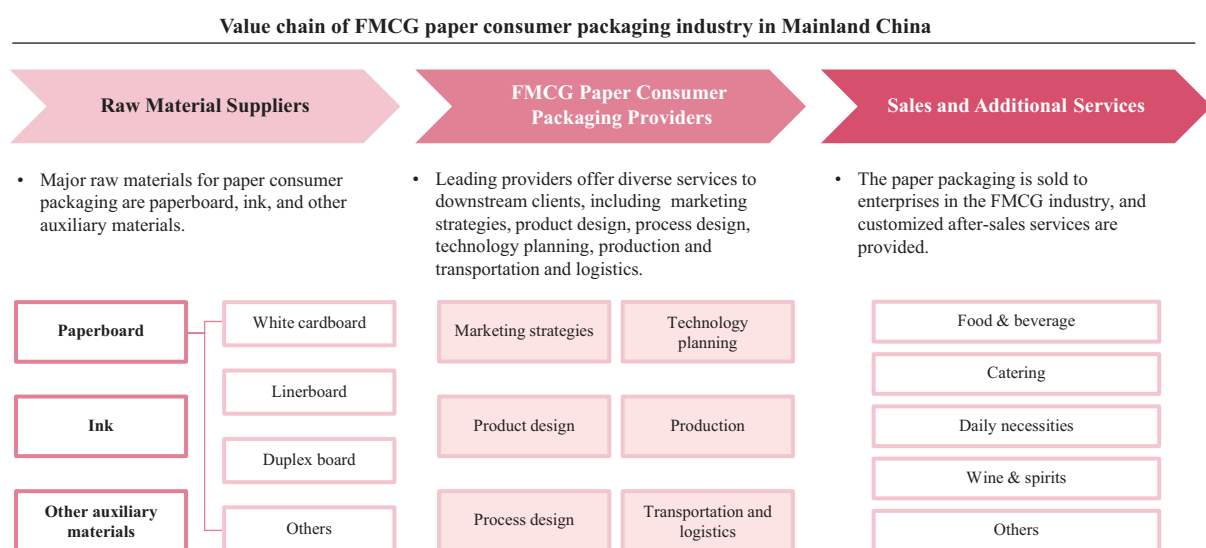 Value chain of FMCG paper consumer packaging industry in Mainland China
Raw Material Suppliers
FMCG Paper Consumer
Packaging Providers
Sales and Additional Services
• Major raw materials for paper consumer
packaging are paperboard, ink, and other
auxiliary materials.
• Leading providers offer diverse services to
downstream clients, including marketing
strategies, product design, process design,
technology planning, production and
transportation and logistics.
• The paper packaging is sold to
enterprises in the FMCG industry, and
customized after-sales services are
provided.
Paperboard
Ink
Other auxiliary
materials
White cardboard
Linerboard
Duplex board
Others
Marketing strategies
Technology
planning
Product design
Production
Process design
Transportation and
logistics
Food & beverage
Catering
Daily necessities
Wine & spirits
Others